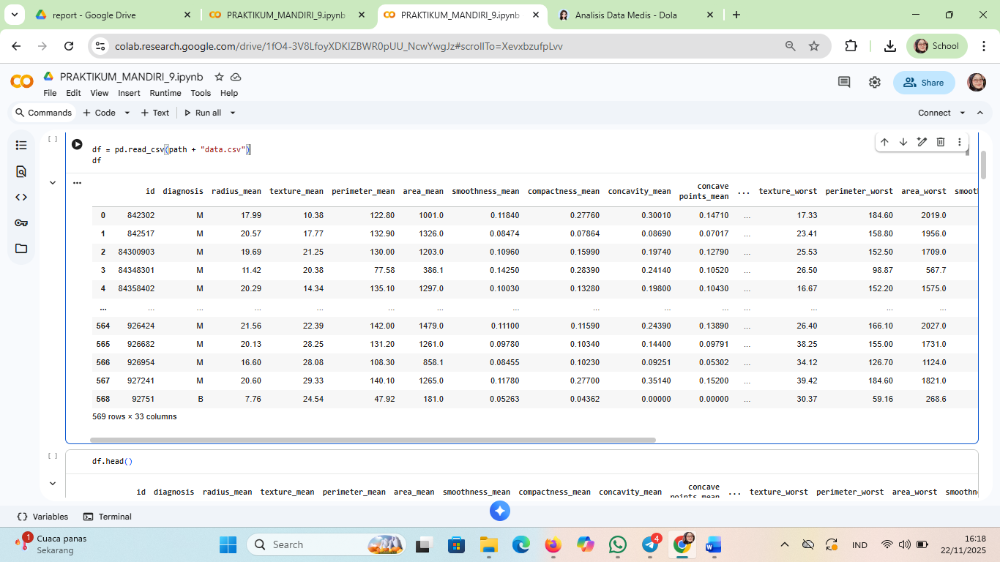 report - Google Drive
PRAKTIKUM_MANDIRI_9.ipynb
PRAKTIKUM_MANDIRI_9.ipynb
Analisis Data Medis - Dola
colab.research.google.com/drive/1fO4-3V8LfoyXDKIZBWR0pUU_NcwYwgJz#scrollTo=XevxbzufpLvv
School
PRAKTIKUM_MANDIRI_9.ipynb
File Edit View Insert Runtime Tools Help
Share
Commands + Code + Text Run all
Connect
[ ]
df = pd.read_csv(path + "data.csv")
df
id diagnosis radius_mean texture_mean perimeter_mean area_mean smoothness_mean compactness_mean concavity_mean concave points_mean ... texture_worst perimeter_worst area_worst smooth
0 842302 M 17.99 10.38 122.80 1001.0 0.11840 0.27760 0.30010 0.14710 ... 17.33 184.60 2019.0
1 842517 M 20.57 17.77 132.90 1326.0 0.08474 0.07864 0.08690 0.07017 ... 23.41 158.80 1956.0
2 84300903 M 19.69 21.25 130.00 1203.0 0.10960 0.15990 0.19740 0.12790 ... 25.53 152.50 1709.0
3 84348301 M 11.42 20.38 77.58 386.1 0.14250 0.28390 0.24140 0.10520 ... 26.50 98.87 567.7
4 84358402 M 20.29 14.34 135.10 1297.0 0.10030 0.13280 0.19800 0.10430 ... 16.67 152.20 1575.0
... ... ... ... ... ... ... ... ... ... ... ... ... ... ...
564 926424 M 21.56 22.39 142.00 1479.0 0.11100 0.11590 0.24390 0.13890 ... 26.40 166.10 2027.0
565 926682 M 20.13 28.25 131.20 1261.0 0.09780 0.10340 0.14400 0.09791 ... 38.25 155.00 1731.0
566 926954 M 16.60 28.08 108.30 858.1 0.08455 0.10230 0.09251 0.05302 ... 34.12 126.70 1124.0
567 927241 M 20.60 29.33 140.10 1265.0 0.11780 0.27700 0.35140 0.15200 ... 39.42 184.60 1821.0
568 92751 B 7.76 24.54 47.92 181.0 0.05263 0.04362 0.00000 0.00000 ... 30.37 59.16 268.6
569 rows × 33 columns
[ ]
df.head()
id diagnosis radius_mean texture_mean perimeter_mean area_mean smoothness_mean compactness_mean concavity_mean concave points_mean ... texture_worst perimeter_worst area_worst smoothn
Variables Terminal
1
Cuaca panas
Sekarang
Search
4
IND
16:18
22/11/2025